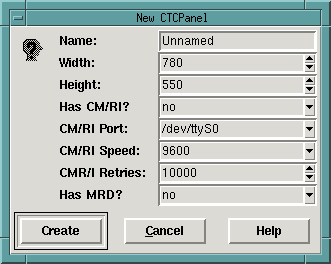 New CTCPanel
Name: Unnamed
Width: 780
Height: 550
Has CM/RI? no
CM/RI Port: /dev/ttyS0
CM/RI Speed: 9600
CMR/I Retries: 10000
Has MRD? no
Create Cancel Help